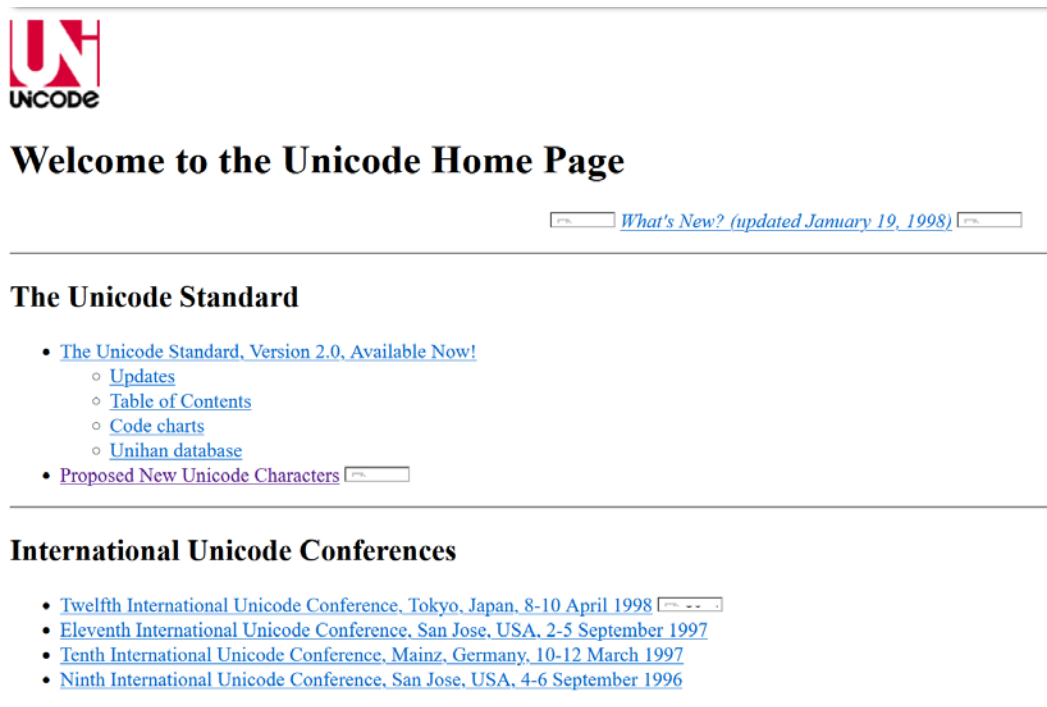 UNiCODe
Welcome to the Unicode Home Page
What's New? (updated January 19, 1998)
The Unicode Standard
The Unicode Standard, Version 2.0, Available Now!
Updates
Table of Contents
Code charts
Unihan database
Proposed New Unicode Characters
International Unicode Conferences
Twelfth International Unicode Conference, Tokyo, Japan, 8-10 April 1998
Eleventh International Unicode Conference, San Jose, USA, 2-5 September 1997
Tenth International Unicode Conference, Mainz, Germany, 10-12 March 1997
Ninth International Unicode Conference, San Jose, USA, 4-6 September 1996